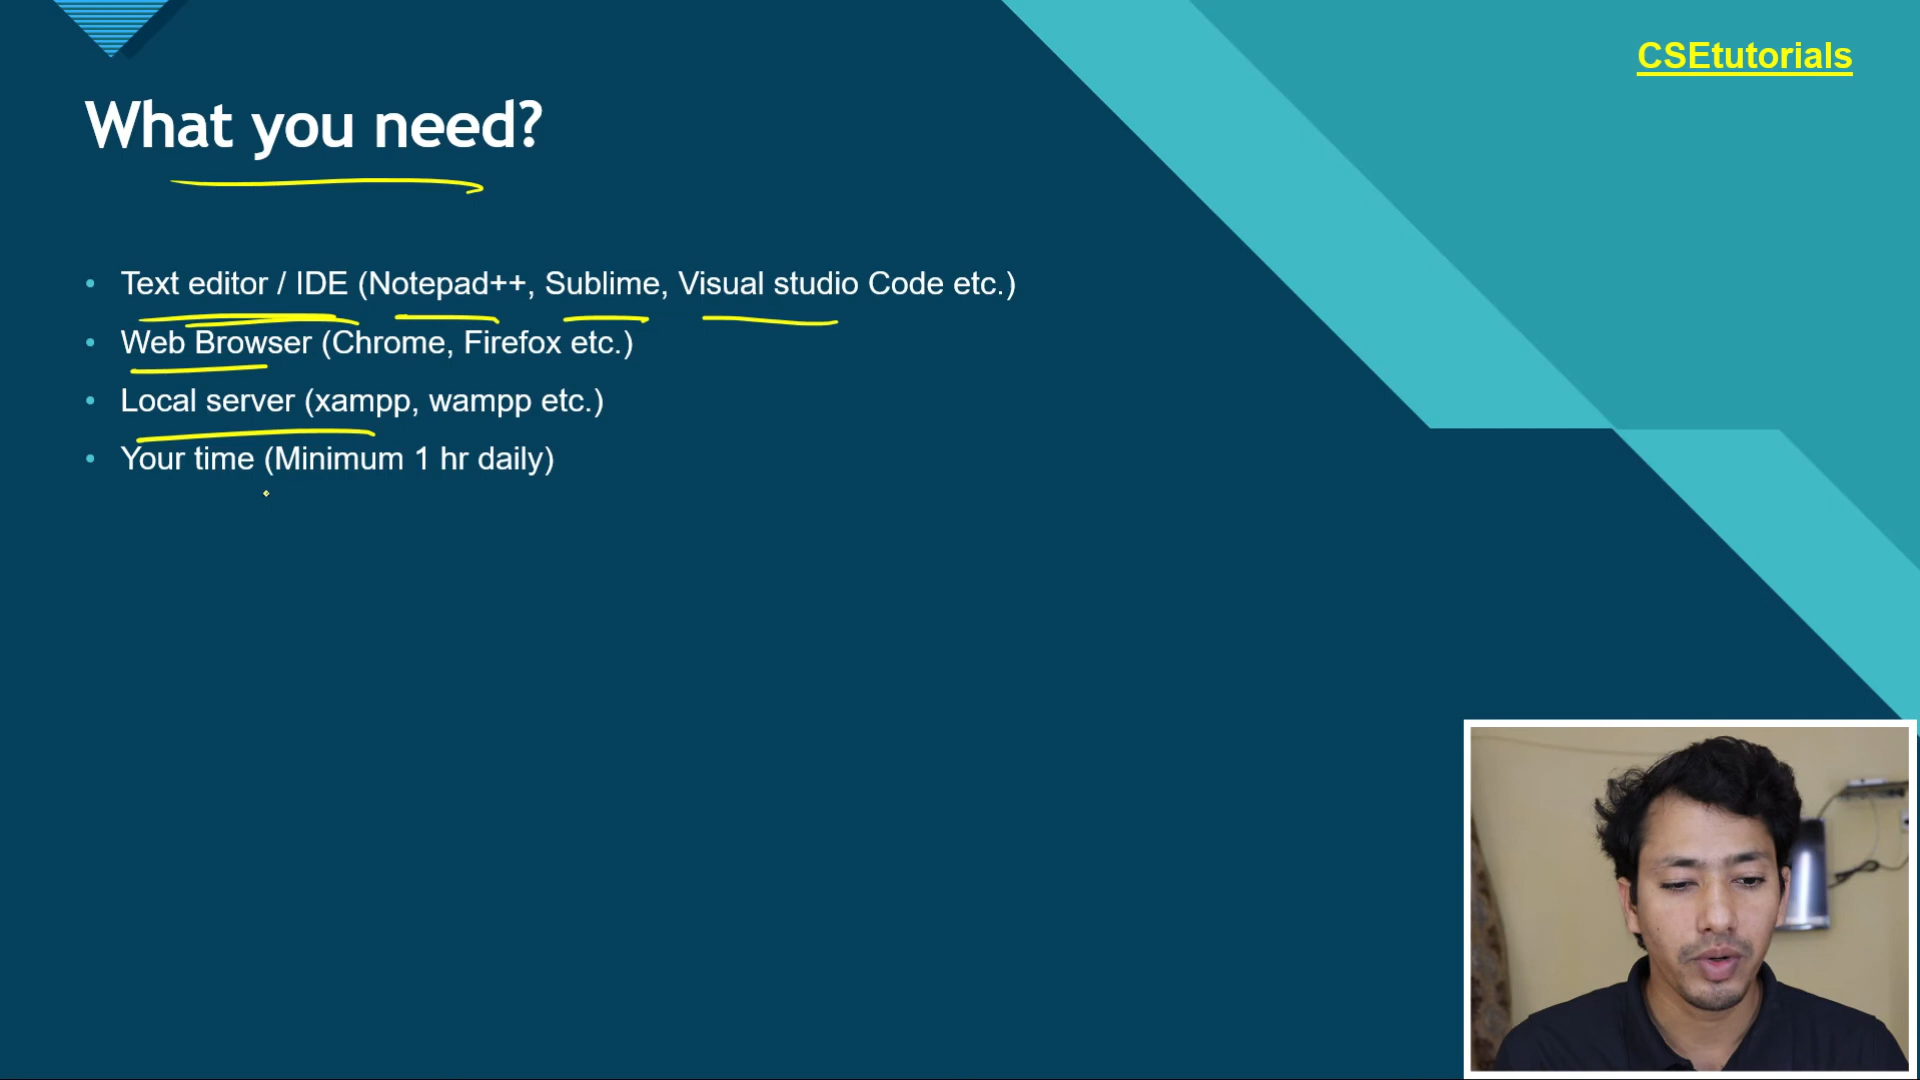 CSEtutorials
What you need?
Text editor / IDE (Notepad++, Sublime, Visual studio Code etc.)
Web Browser (Chrome, Firefox etc.)
Local server (xampp, wampp etc.)
Your time (Minimum 1 hr daily)